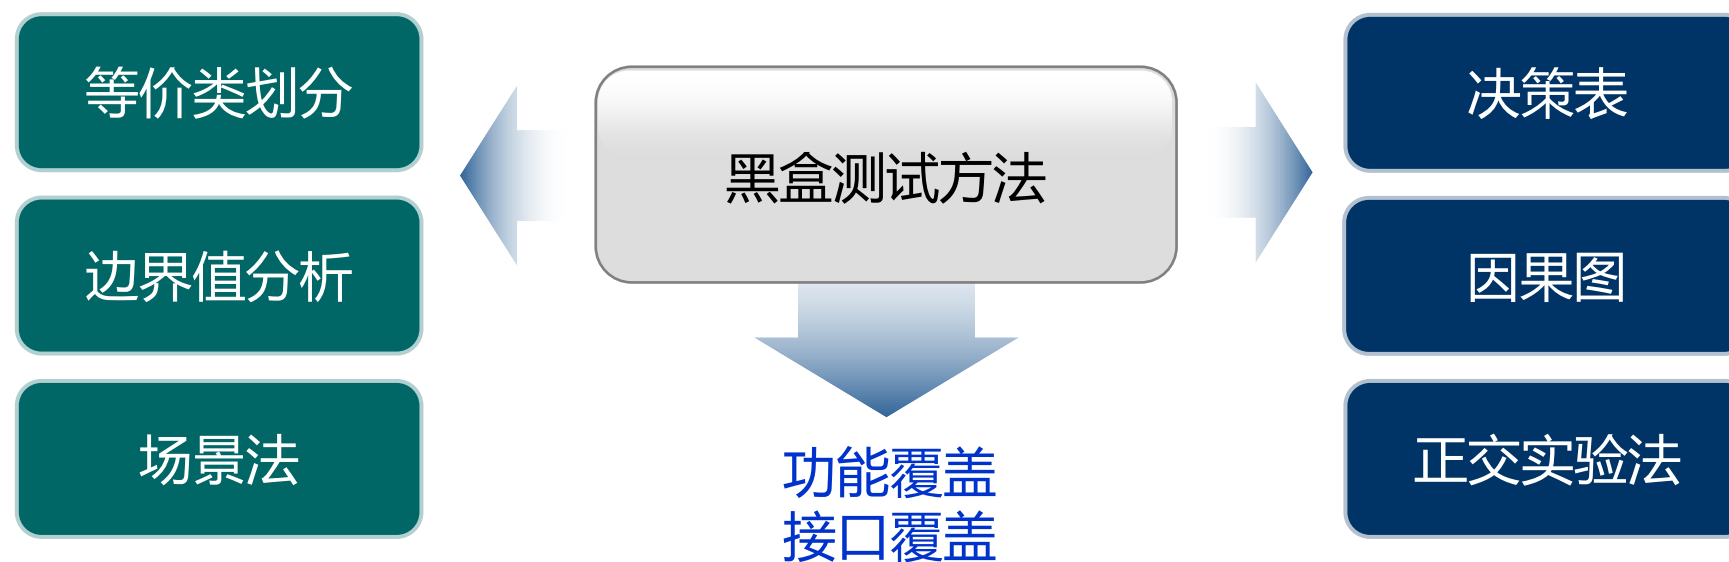 等价类划分
边界值分析
场景法
黑盒测试方法
功能覆盖
接口覆盖
决策表
因果图
正交实验法